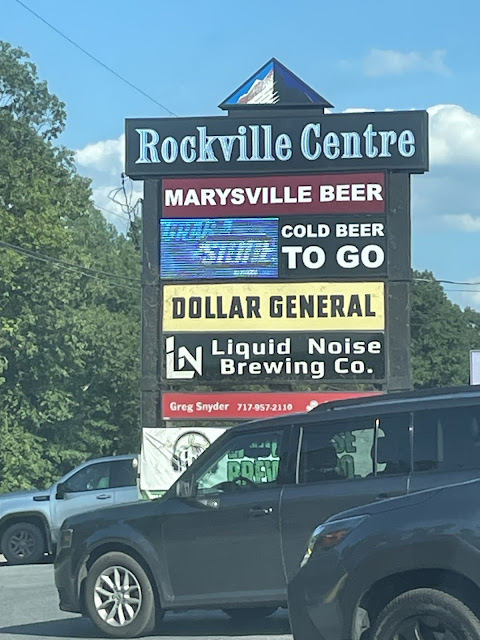 Rockville Centre
MARYSVILLE BEER
COLD BEER
TO GO
DOLLAR GENERAL
LN Liquid Noise
Brewing Co.
Greg Snyder 717-957-2110